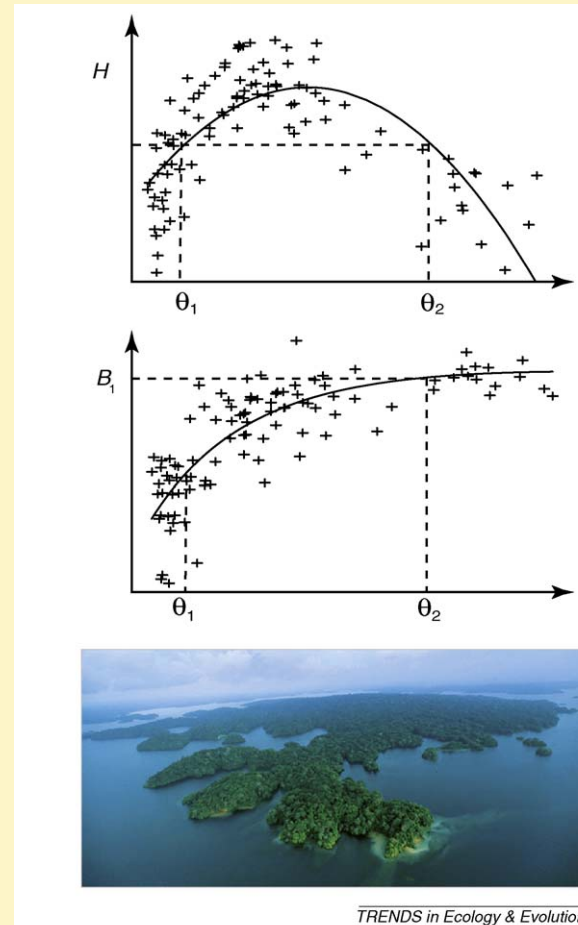 H
θ₁ θ₂
B₁
θ₁ θ₂
TRENDS in Ecology & Evolution